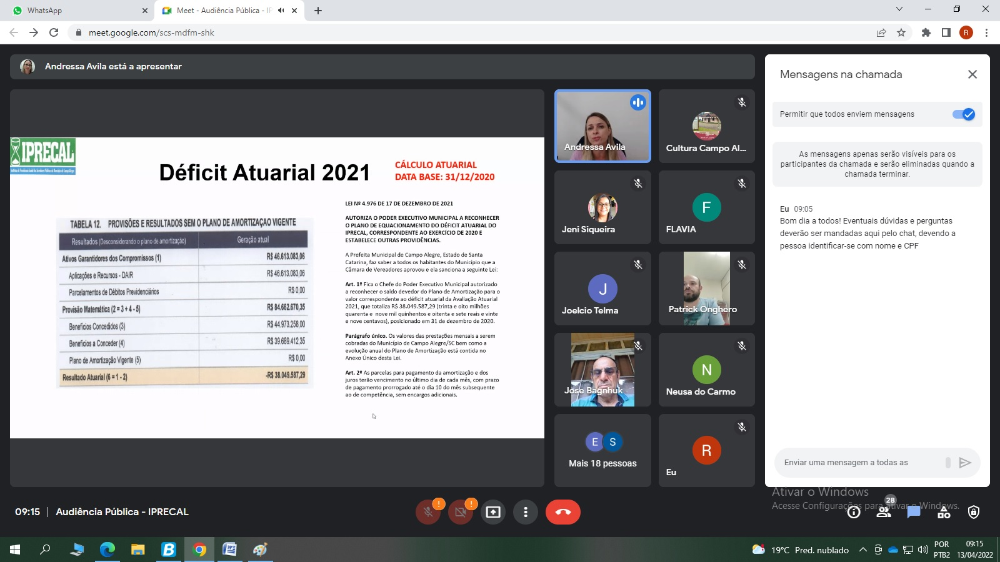 WhatsApp
Meet - Audiência Pública - IP
meet.google.com/scs-mdfm-shk
R
Andressa Avila está a apresentar
IPRECAL
Déficit Atuarial 2021
CÁLCULO ATUARIAL
DATA BASE: 31/12/2020
TABELA 12. PROVISÕES E RESULTADOS SEM O PLANO DE AMORTIZAÇÃO VIGENTE
Resultados (Desconsiderando o plano de amortização) Geração atual
Ativos Garantidores dos Compromissos (1) R$ 46.613.083,06
Aplicações e Recursos - DAIR R$ 46.613.083,06
Parcelamentos de Débitos Previdenciários R$ 0,00
Provisão Matemática (2 = 3 + 4 - 5) R$ 84.662.670,35
Benefícios Concedidos (3) R$ 44.973.258,00
Benefícios a Conceder (4) R$ 39.689.412,35
Plano de Amortização Vigente (5) R$ 0,00
Resultado Atuarial (6 = 1 - 2) -R$ 38.049.587,29
LEI Nº 4.976 DE 17 DE DEZEMBRO DE 2021
AUTORIZA O PODER EXECUTIVO MUNICIPAL A RECONHECER
O PLANO DE EQUACIONAMENTO DO DÉFICIT ATUARIAL DO
IPRECAL, CORRESPONDENTE AO EXERCÍCIO DE 2020 E
ESTABELECE OUTRAS PROVIDÊNCIAS.
A Prefeita Municipal de Campo Alegre, Estado de Santa
Catarina, faz saber a todos os habitantes do Município que a
Câmara de Vereadores aprovou e ela sanciona a seguinte Lei:
Art. 1º Fica o Chefe do Poder Executivo Municipal autorizado
a reconhecer o saldo devedor do Plano de Amortização para o
valor correspondente ao déficit atuarial da Avaliação Atuarial
2021, que totaliza R$ 38.049.587,29 (trinta e oito milhões
quarenta e nove mil quinhentos e oitenta e sete reais e vinte
e nove centavos), posicionado em 31 de dezembro de 2020.
Parágrafo único. Os valores das prestações mensais a serem
cobradas do Município de Campo Alegre/SC bem como a
evolução anual do Plano de Amortização está contida no
Anexo Único desta Lei.
Art. 2º As parcelas para pagamento da amortização e dos
juros terão vencimento no último dia de cada mês, com prazo
de pagamento prorrogado até o dia 10 do mês subsequente
ao de competência, sem encargos adicionais.
Andressa Avila
Cultura Campo Al...
Jeni Siqueira
F
FLAVIA
J
Joelcio Telma
Patrick Onghero
Jose Bagnhuk
N
Neusa do Carmo
E S
Mais 18 pessoas
R
Eu
Mensagens na chamada
Permitir que todos enviem mensagens
As mensagens apenas serão visíveis para os
participantes da chamada e serão eliminadas quando a
chamada terminar.
Eu 09:05
Bom dia a todos! Eventuais dúvidas e perguntas
deverão ser mandadas aqui pelo chat, devendo a
pessoa identificar-se com nome e CPF
Enviar uma mensagem a todas as
Ativar o Windows
Acesse Configurações para ativar o Windows.
09:15 | Audiência Pública - IPRECAL
28
19°C Pred. nublado
POR
PTB2
09:15
13/04/2022